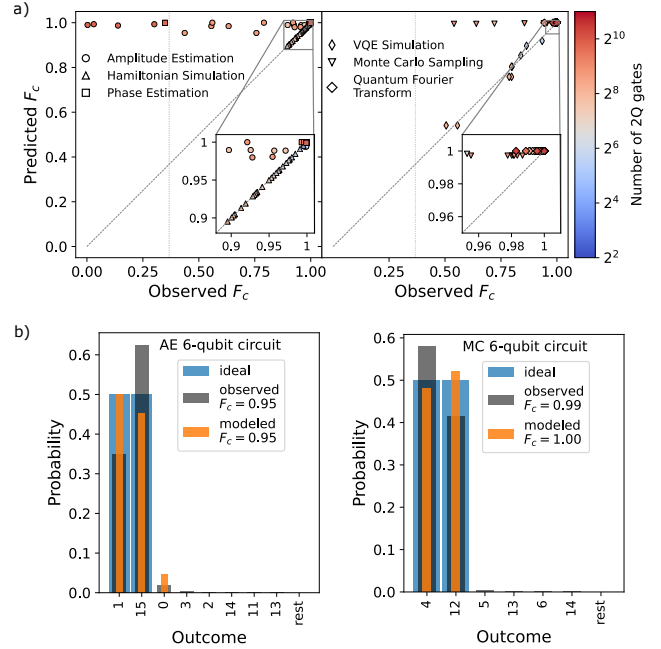 a)
1.0
0.8
0.6
0.4
0.2
0.0
Predicted F_c
Amplitude Estimation
Hamiltonian Simulation
Phase Estimation
1
0.95
0.9
0.9
0.95
1
0.0
0.25
0.50
0.75
1.00
Observed F_c
VQE Simulation
Monte Carlo Sampling
Quantum Fourier
Transform
1
0.98
0.96
0.96
0.98
1
0.25
0.50
0.75
1.00
Observed F_c
2^10
2^8
2^6
2^4
2^2
Number of 2Q gates
b)
AE 6-qubit circuit
ideal
observed
F_c = 0.95
modeled
F_c = 0.95
0.6
0.5
0.4
0.3
0.2
0.1
0.0
Probability
1
15
0
3
2
14
11
13
rest
Outcome
MC 6-qubit circuit
ideal
observed
F_c = 0.99
modeled
F_c = 1.00
0.6
0.5
0.4
0.3
0.2
0.1
0.0
Probability
4
12
5
13
6
14
rest
Outcome